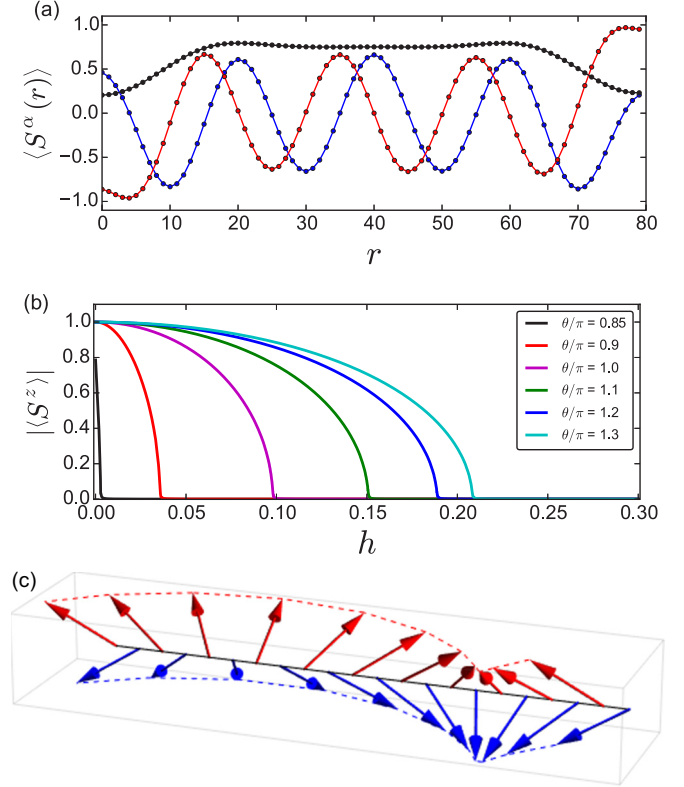 (a)
⟨S^α(r)⟩
1.0
0.5
0.0
−0.5
−1.0
0 10 20 30 40 50 60 70 80
r
(b)
|⟨S^z⟩|
1.0
0.8
0.6
0.4
0.2
0.0
0.00 0.05 0.10 0.15 0.20 0.25 0.30
h
θ/π = 0.85
θ/π = 0.9
θ/π = 1.0
θ/π = 1.1
θ/π = 1.2
θ/π = 1.3
(c)